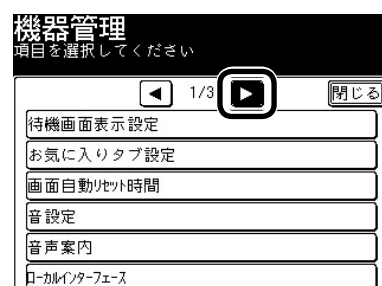 機器管理
項目を選択してください
◀ 1/3 ▶ 閉じる
待機画面表示設定
お気に入りタブ設定
画面自動ﾘｾｯﾄ時間
音設定
音声案内
ﾛｰｶﾙｲﾝﾀｰﾌｪｰｽ